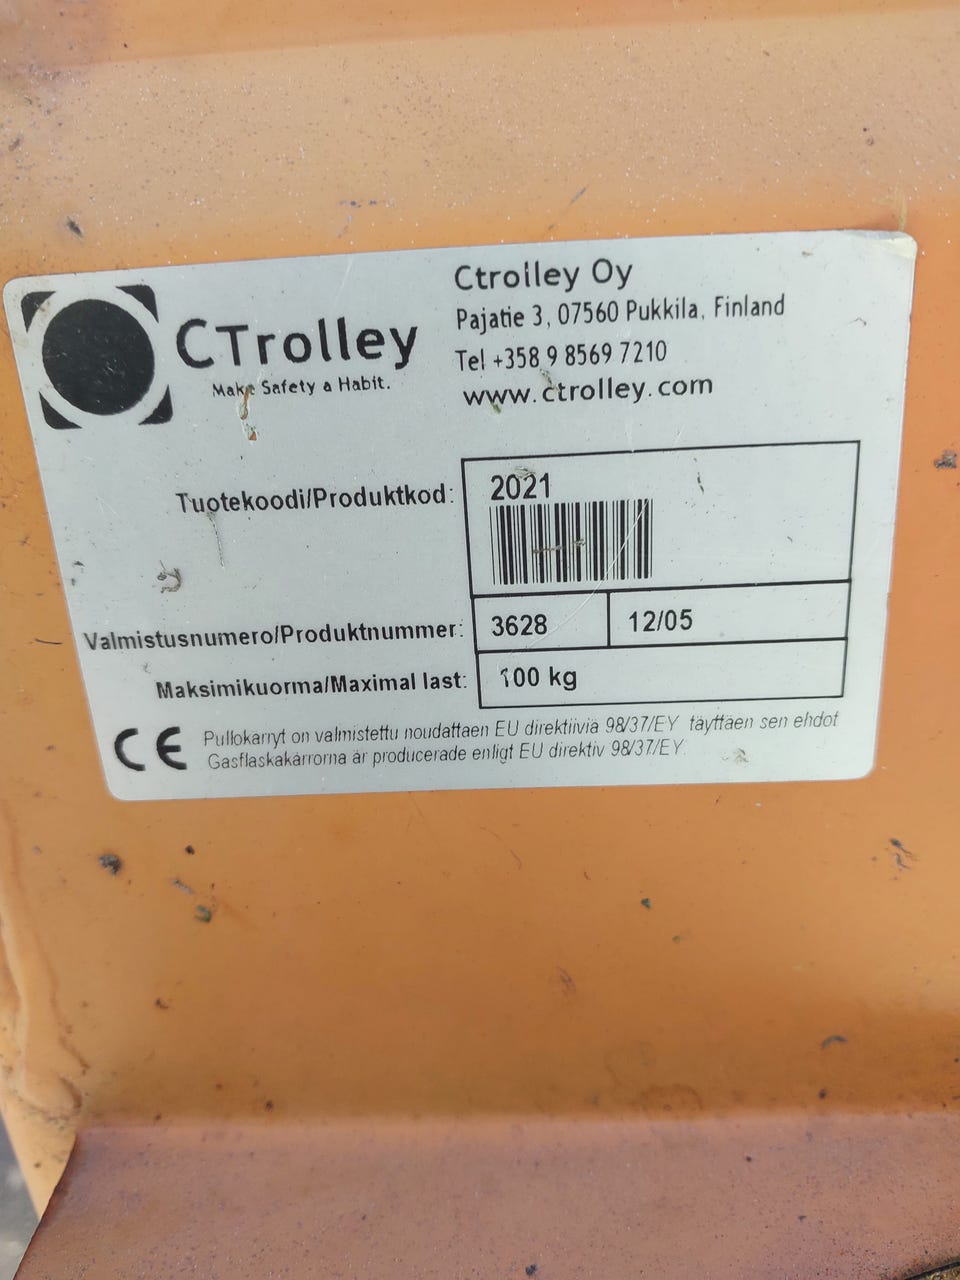 CTrolley
Make Safety a Habit.
Ctrolley Oy
Pajatie 3, 07560 Pukkila, Finland
Tel +358 9 8569 7210
www.ctrolley.com
Tuotekoodi/Produktkod: 2021
Valmistusnumero/Produktnummer: 3628 12/05
Maksimikuorma/Maximal last: 100 kg
CE
Pullokarryt on valmistettu noudattaen EU direktiiviä 98/37/EY täyttäen sen ehdot
Gasflaskakärrorna är producerade enligt EU direktiv 98/37/EY.